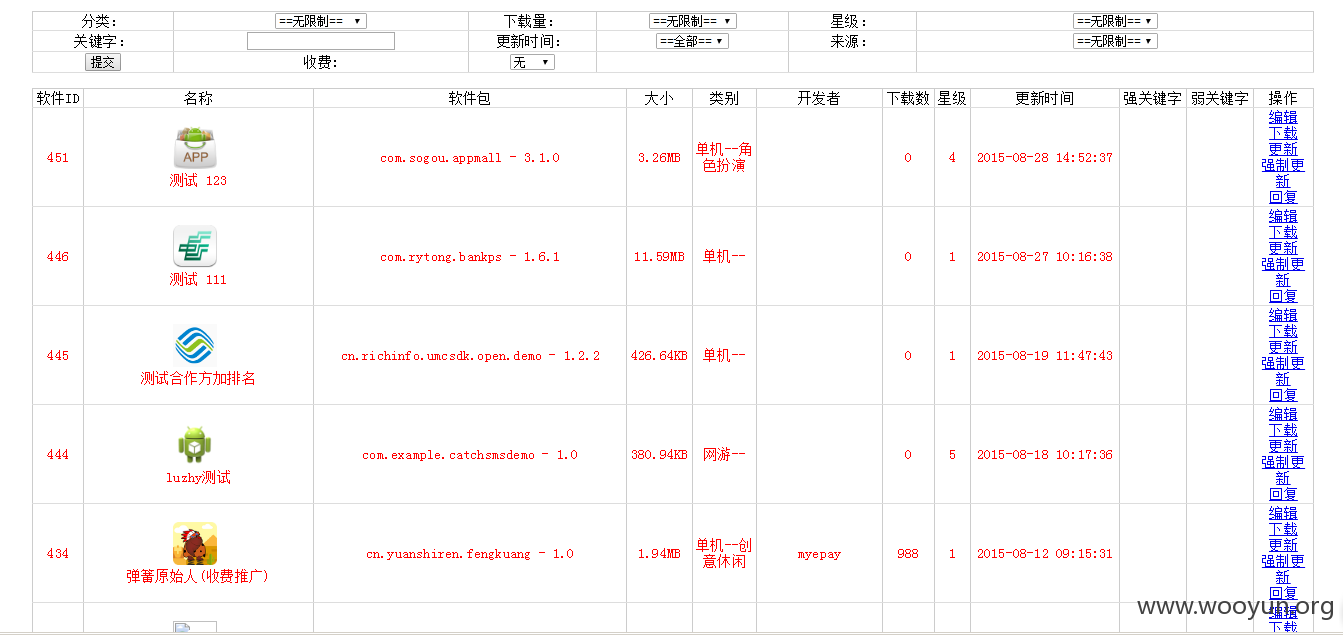 分类： ==无限制== 下载量： ==无限制== 星级： ==无限制==
关键字： 更新时间： ==全部== 来源： ==无限制==
提交 收费: 无
软件ID 名称 软件包 大小 类别 开发者 下载数 星级 更新时间 强关键字 弱关键字 操作
APP
451 测试 123 com.sogou.appmall - 3.1.0 3.26MB 单机--角色扮演 0 4 2015-08-28 14:52:37
编辑
下载
更新
强制更
新
回复
446 测试 111 com.rytong.bankps - 1.6.1 11.59MB 单机-- 0 1 2015-08-27 10:16:38
编辑
下载
更新
强制更
新
回复
445 测试合作方加排名 cn.richinfo.umcsdk.open.demo - 1.2.2 426.64KB 单机-- 0 1 2015-08-19 11:47:43
编辑
下载
更新
强制更
新
回复
444 luzhy测试 com.example.catchsmsdemo - 1.0 380.94KB 网游-- 0 5 2015-08-18 10:17:36
编辑
下载
更新
强制更
新
回复
434 弹簧原始人(收费推广) cn.yuanshiren.fengkuang - 1.0 1.94MB 单机--创意休闲 myepay 988 1 2015-08-12 09:15:31
编辑
下载
更新
强制更
新
回复
编辑
下载
www.wooyun.org